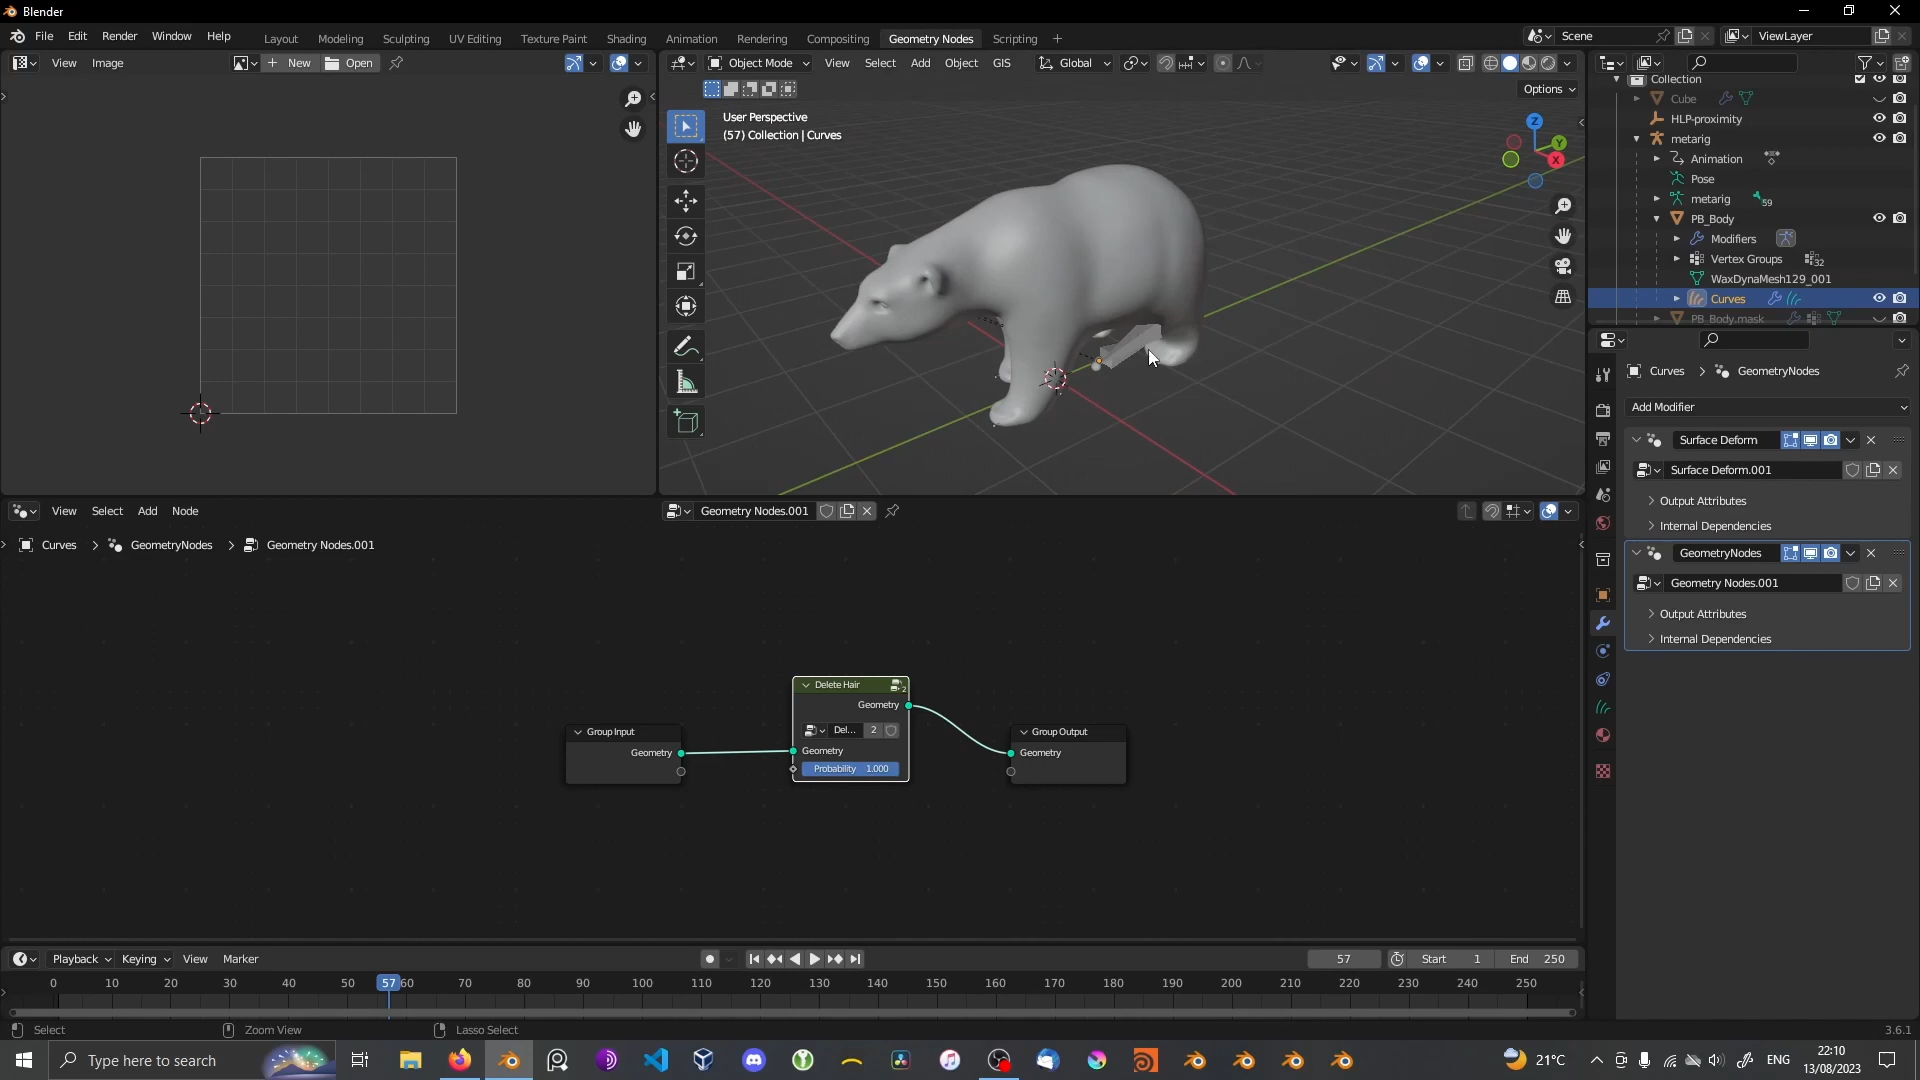 Blender
File Edit Render Window Help
Layout Modeling Sculpting UV Editing Texture Paint Shading Animation Rendering Compositing Geometry Nodes Scripting
Scene
ViewLayer
View Image
New
Open
Object Mode
View Select Add Object GIS
Global
Options
User Perspective
(57) Collection | Curves
Z
Y
X
Collection
Cube
HLP-proximity
metarig
Animation
Pose
metarig
59
PB_Body
Modifiers
Vertex Groups
32
WaxDynaMesh129_001
Curves
PB_Body.mask
Curves > GeometryNodes
Add Modifier
Surface Deform
Surface Deform.001
Output Attributes
Internal Dependencies
GeometryNodes
Geometry Nodes.001
Output Attributes
Internal Dependencies
View Select Add Node
Geometry Nodes.001
Curves > GeometryNodes > Geometry Nodes.001
Group Input
Geometry
Delete Hair
2
Geometry
Del... 2
Geometry
Probability 1.000
Group Output
Geometry
Playback Keying View Marker
57
Start 1
End 250
0 10 20 30 40 50 57 60 70 80 90 100 110 120 130 140 150 160 170 180 190 200 210 220 230 240 250
Select
Zoom View
Lasso Select
3.6.1
Type here to search
21°C
ENG
22:10
13/08/2023